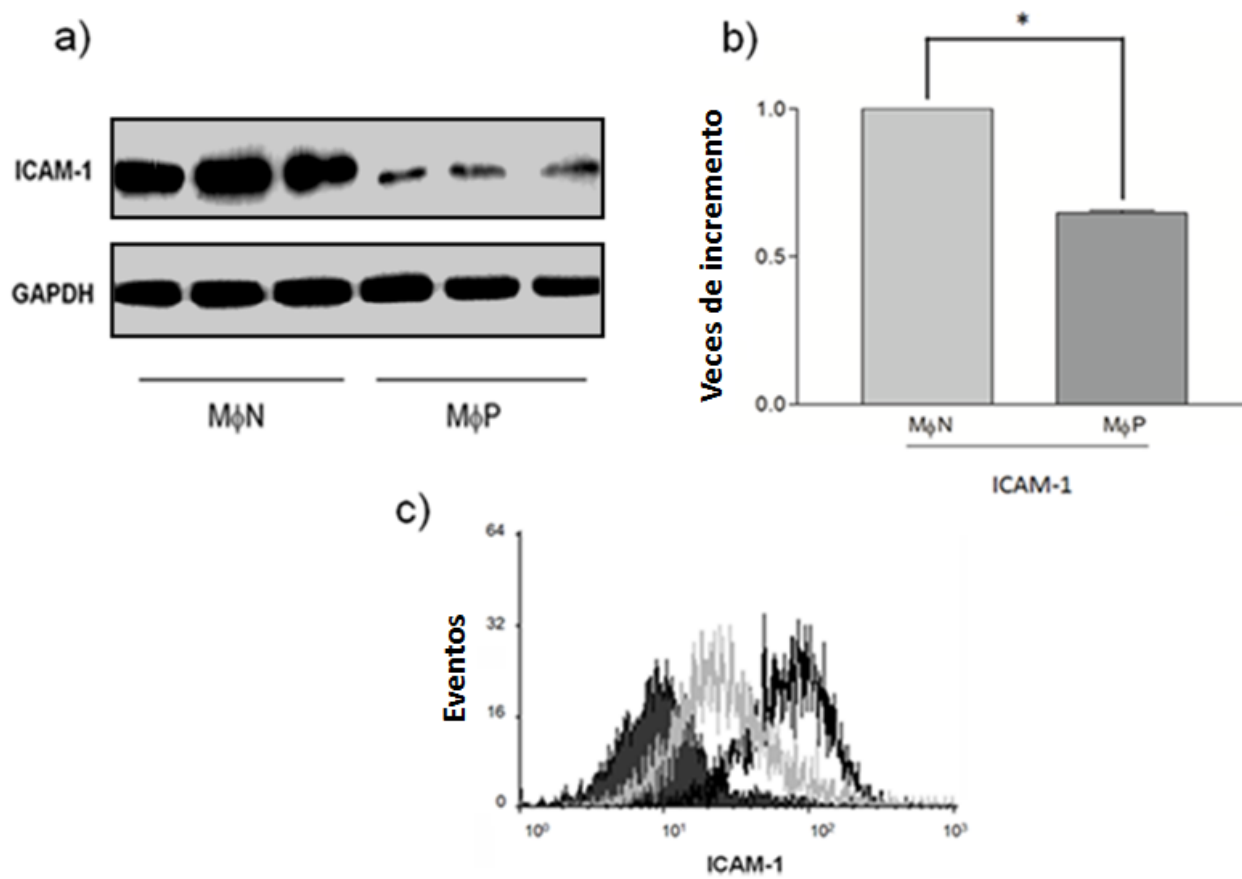 a)
ICAM-1
GAPDH
MϕN MϕP
b)
*
Veces de incremento
1.0
0.5
0.0
MϕN MϕP
ICAM-1
c)
Eventos
64
32
16
0
10⁰ 10¹ 10² 10³
ICAM-1